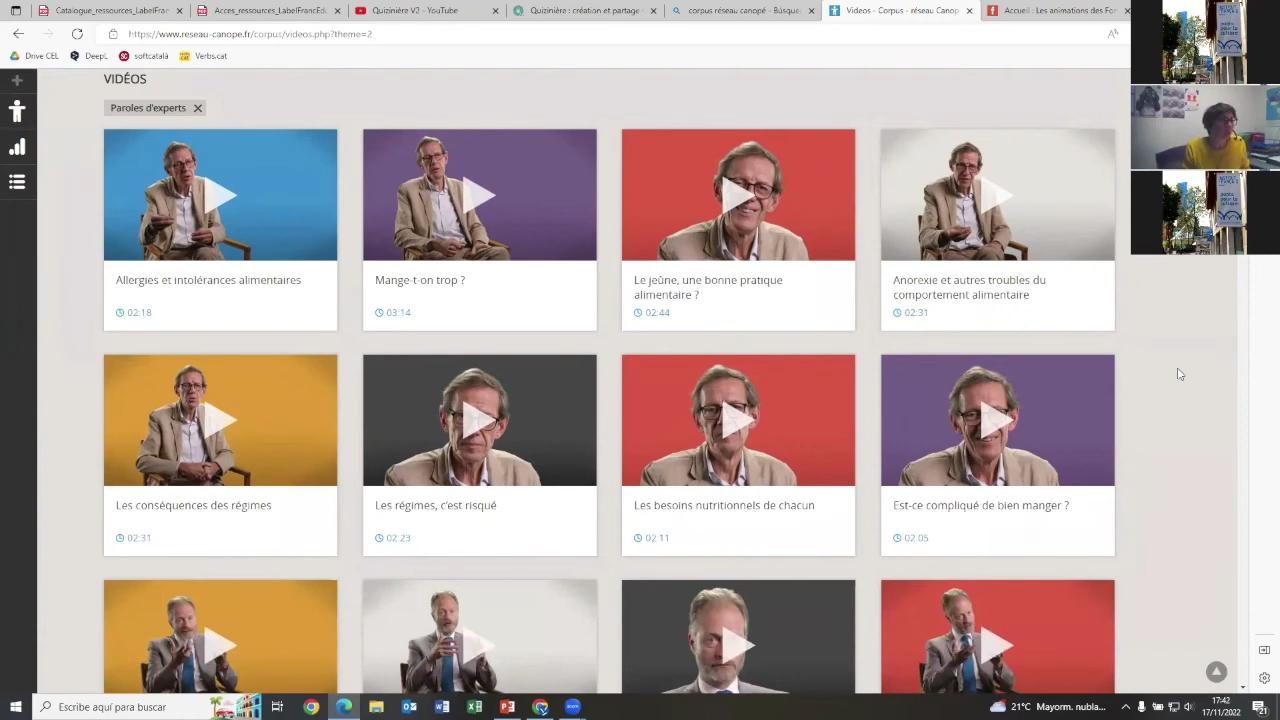 Catalogue_ressources_LabelFran
Acces_ressources_LabelFrancEdu
Quizinière V2 - YouTube
Quizinière : création et partage
corpus réseau canopé - Búsque
Videos - Corpus - réseau Canop
Accueil : Les animations des For
https://www.reseau-canope.fr/corpus/videos.php?theme=2
Drive CEL
DeepL
softcatalà
Verbs.cat
VIDÉOS
Paroles d'experts
Allergies et intolérances alimentaires
02:18
Mange-t-on trop ?
03:14
Le jeûne, une bonne pratique
alimentaire ?
02:44
Anorexie et autres troubles du
comportement alimentaire
02:31
Les conséquences des régimes
02:31
Les régimes, c'est risqué
02:23
Les besoins nutritionnels de chacun
02:11
Est-ce compliqué de bien manger ?
02:05
Escribe aquí para buscar
21°C Mayorm. nubla...
17:42
17/11/2022